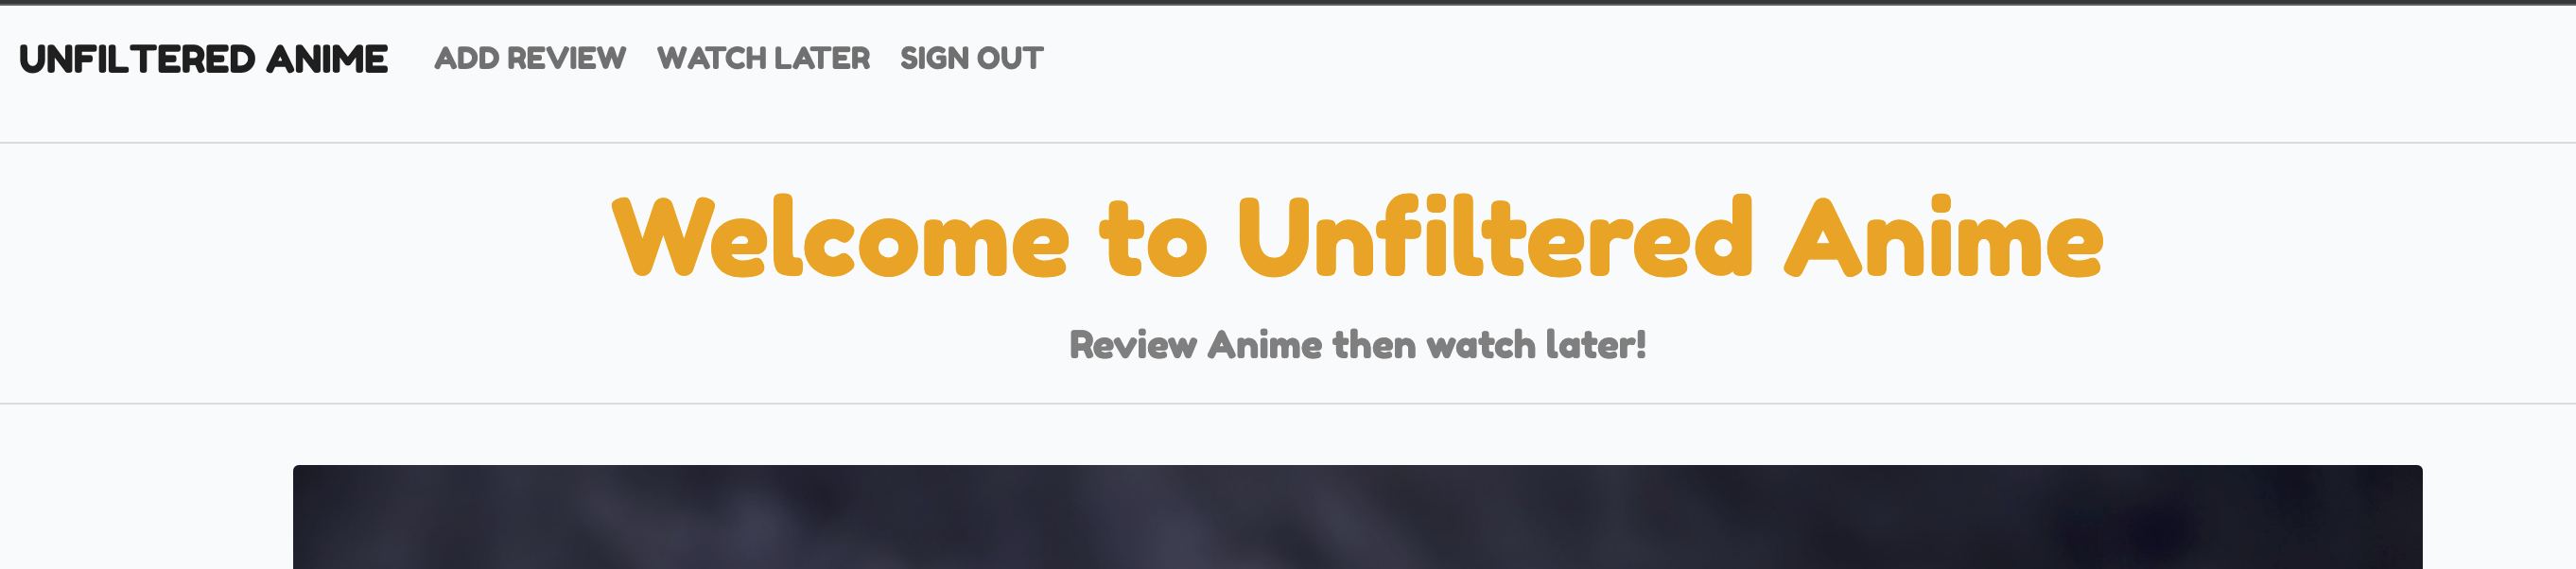 UNFILTERED ANIME ADD REVIEW WATCH LATER SIGN OUT
Welcome to Unfiltered Anime
Review Anime then watch later!